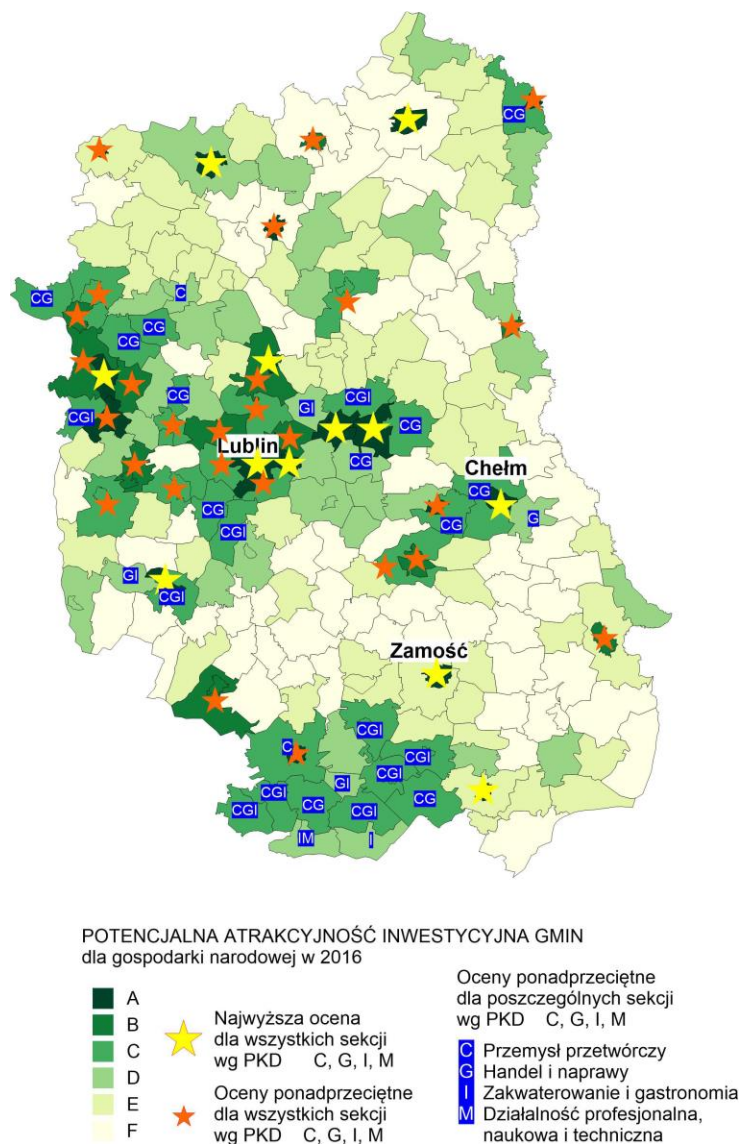 CG
C
CG
CG
CG
CG
CGI
GI
CGI
CG
CG
Lublin
Chełm
CG
CG
G
CG
CGI
GI
CGI
Zamość
CGI
C
CGI
CGI
GI
CGI
CG
CGI
CG
CGI
IM
I
POTENCJALNA ATRAKCYJNOŚĆ INWESTYCYJNA GMIN
dla gospodarki narodowej w 2016
A
B
C
D
E
F
Najwyższa ocena
dla wszystkich sekcji
wg PKD C, G, I, M
Oceny ponadprzeciętne
dla wszystkich sekcji
wg PKD C, G, I, M
Oceny ponadprzeciętne
dla poszczególnych sekcji
wg PKD C, G, I, M
C Przemysł przetwórczy
G Handel i naprawy
I Zakwaterowanie i gastronomia
M Działalność profesjonalna,
naukowa i techniczna